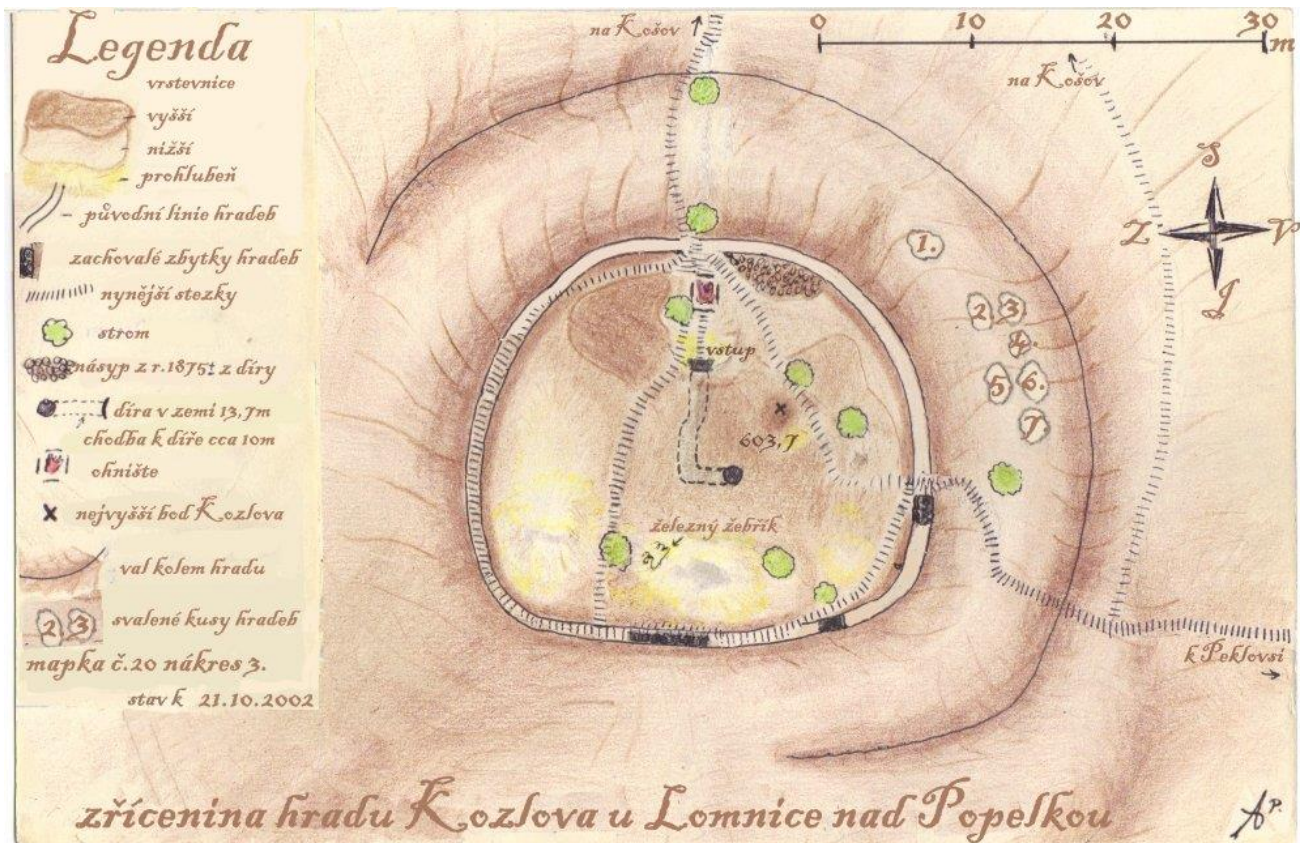 Legenda
vrstevnice
vyšší
nižší
prohlubeň
původní linie hradeb
zachovalé zbytky hradeb
nynější stezky
strom
násyp z r.1875± z díry
díra v zemi 13,7m
chodba k díře cca 10m
ohniště
nejvyšší bod Kozlova
val kolem hradu
2 3
svalené kusy hradeb
mapka č.20 nákres 3.
stav k 21.10.2002
na Košov
0 10 20 30
m
na Košov
S
Z V
J
1.
2 3
4.
5 6.
7
vstup
603,7
železný žebřík
k Peklovsi
zřícenina hradu Kozlova u Lomnice nad Popelkou
AP.